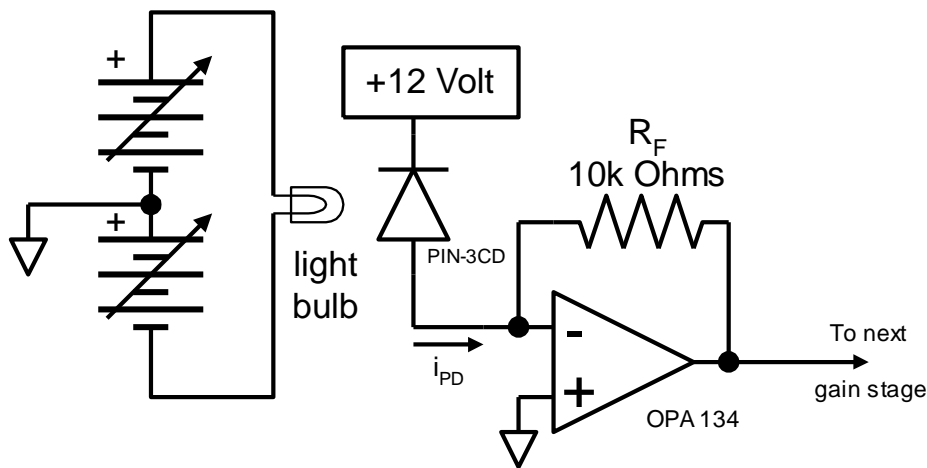 +
+12 Volt
R_F
10k Ohms
+
PIN-3CD
light
bulb
-
i_PD
+
To next
gain stage
OPA 134